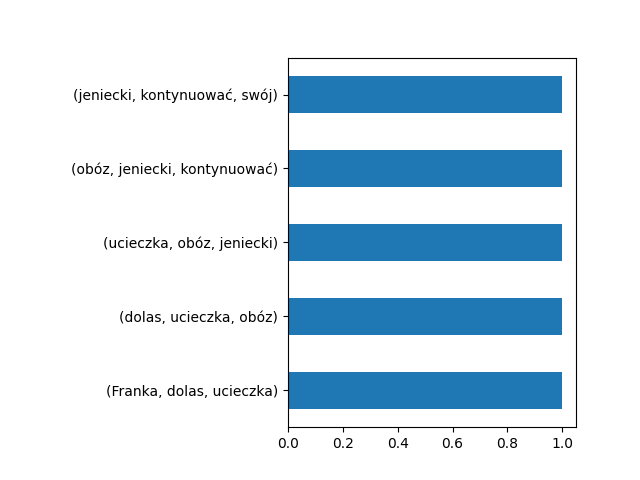 (jeniecki, kontynuować, swój)
(obóz, jeniecki, kontynuować)
(ucieczka, obóz, jeniecki)
(dolas, ucieczka, obóz)
(Franka, dolas, ucieczka)
0.0 0.2 0.4 0.6 0.8 1.0